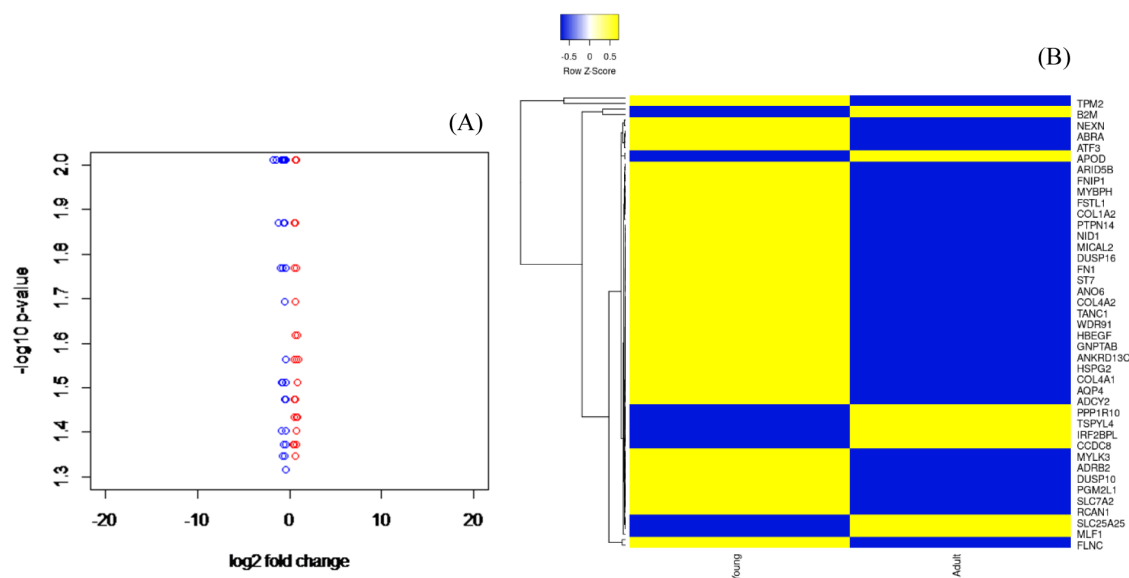 (A)
-log10 p-value
2.0
1.9
1.8
1.7
1.6
1.5
1.4
1.3
-20 -10 0 10 20
log2 fold change
-0.5 0 0.5
Row Z-Score
(B)
TPM2
B2M
NEXN
ABRA
ATF3
APOD
ARID5B
FNIP1
MYBPH
FSTL1
COL1A2
PTPN14
NID1
MICAL2
DUSP16
FN1
ST7
ANO6
COL4A2
TANC1
WDR91
HBEGF
GNPTAB
ANKRD13C
HSPG2
COL4A1
AQP4
ADCY2
PPP1R10
TSPYL4
IRF2BPL
CCDC8
MYLK3
ADRB2
DUSP10
PGM2L1
SLC7A2
RCAN1
SLC25A25
MLF1
FLNC
Young
Adult